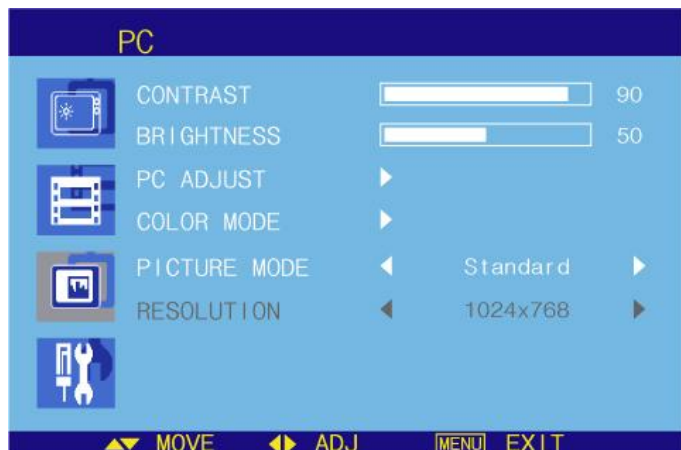 PC
CONTRAST 90
BRIGHTNESS 50
PC ADJUST
COLOR MODE
PICTURE MODE Standard
RESOLUTION 1024x768
MOVE ADJ MENU EXIT